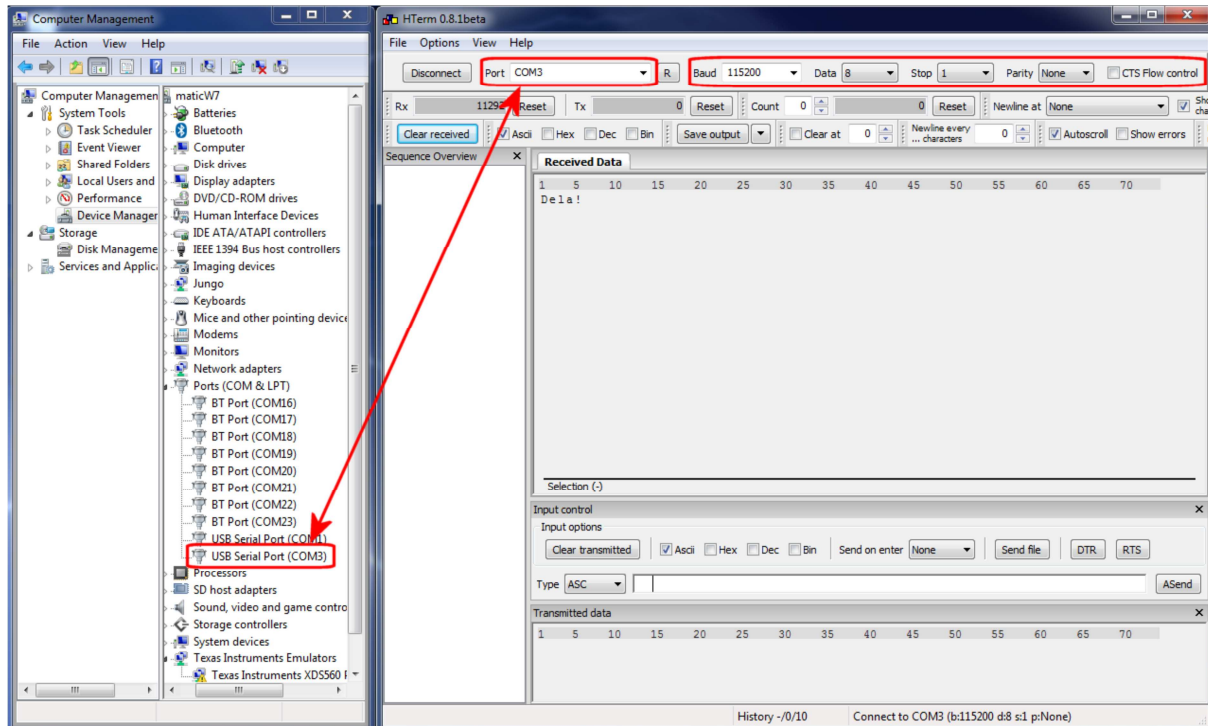 Computer Management
File Action View Help
Computer Managemen
System Tools
Task Scheduler
Event Viewer
Shared Folders
Local Users and
Performance
Device Manager
Storage
Disk Manageme
Services and Applic
maticW7
Batteries
Bluetooth
Computer
Disk drives
Display adapters
DVD/CD-ROM drives
Human Interface Devices
IDE ATA/ATAPI controllers
IEEE 1394 Bus host controllers
Imaging devices
Jungo
Keyboards
Mice and other pointing device
Modems
Monitors
Network adapters
Ports (COM & LPT)
BT Port (COM16)
BT Port (COM17)
BT Port (COM18)
BT Port (COM19)
BT Port (COM20)
BT Port (COM21)
BT Port (COM22)
BT Port (COM23)
USB Serial Port (COM1)
USB Serial Port (COM3)
Processors
SD host adapters
Sound, video and game contro
Storage controllers
System devices
Texas Instruments Emulators
Texas Instruments XDS560
HTerm 0.8.1beta
File Options View Help
Disconnect Port COM3 R Baud 115200 Data 8 Stop 1 Parity None CTS Flow control
Rx Reset Tx 0 Reset Count 0 0 Reset Newline at None
Clear received Ascii Hex Dec Bin Save output Clear at 0 Newline every ... characters 0 Autoscroll Show errors
Sequence Overview X
Received Data
1 5 10 15 20 25 30 35 40 45 50 55 60 65 70
Dela!
Selection (-)
Input control
Input options
Clear transmitted Ascii Hex Dec Bin Send on enter None Send file DTR RTS
Type ASC ASend
Transmitted data
1 5 10 15 20 25 30 35 40 45 50 55 60 65 70
History -/0/10 Connect to COM3 (b:115200 d:8 s:1 p:None)